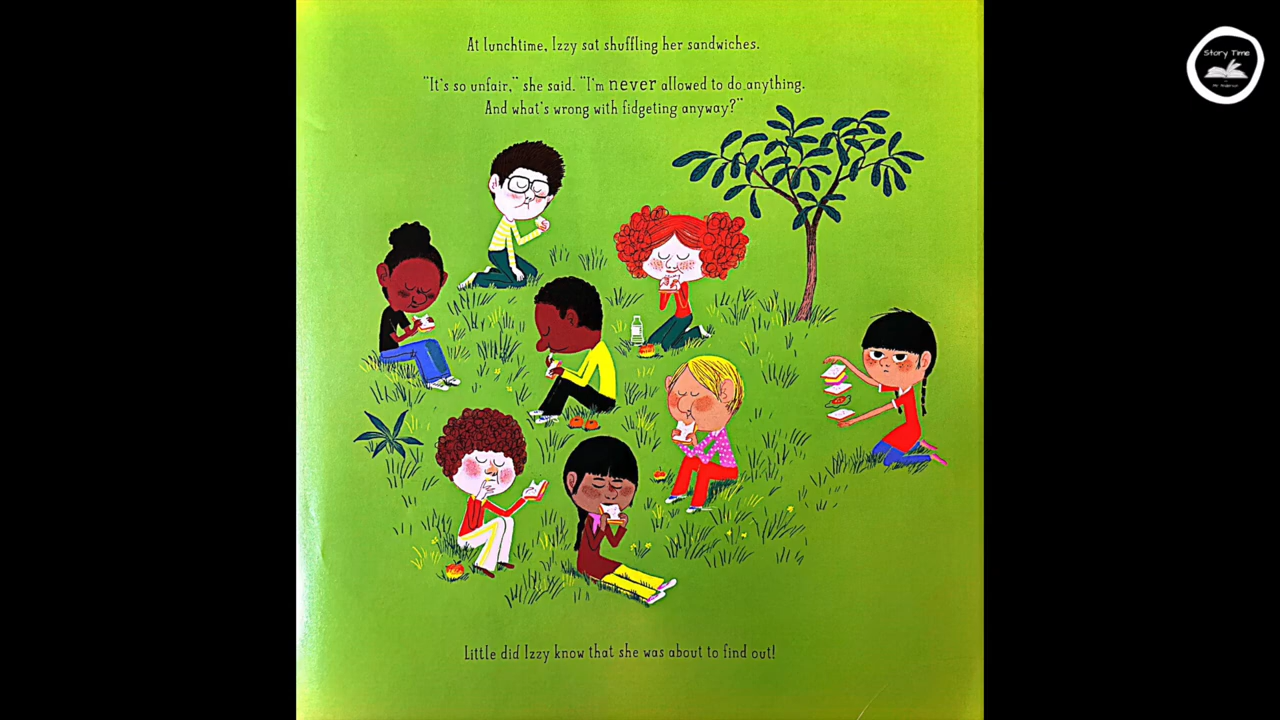 At lunchtime, Izzy sat shuffling her sandwiches.
"It's so unfair," she said. "I'm never allowed to do anything.
And what's wrong with fidgeting anyway?"
Story Time
Little did Izzy know that she was about to find out!